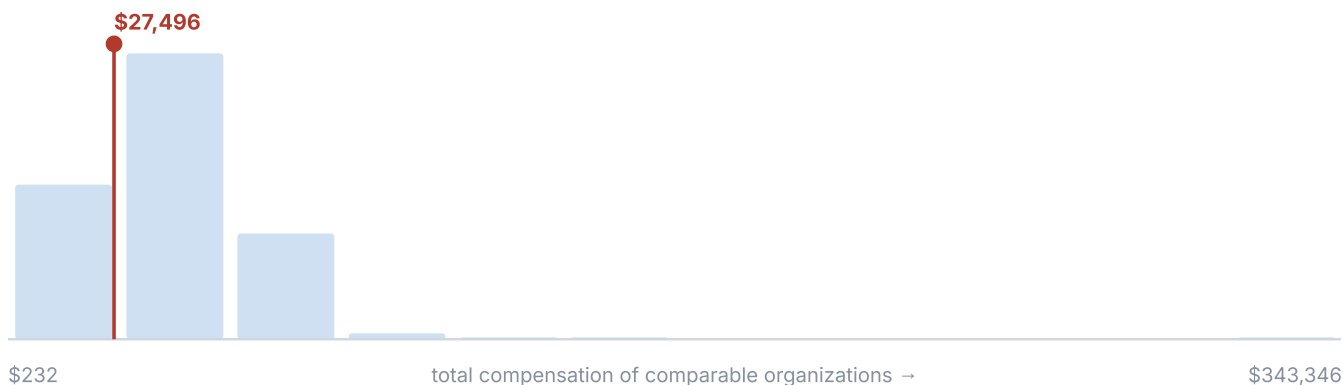 $27,496
$232 total compensation of comparable organizations → $343,346